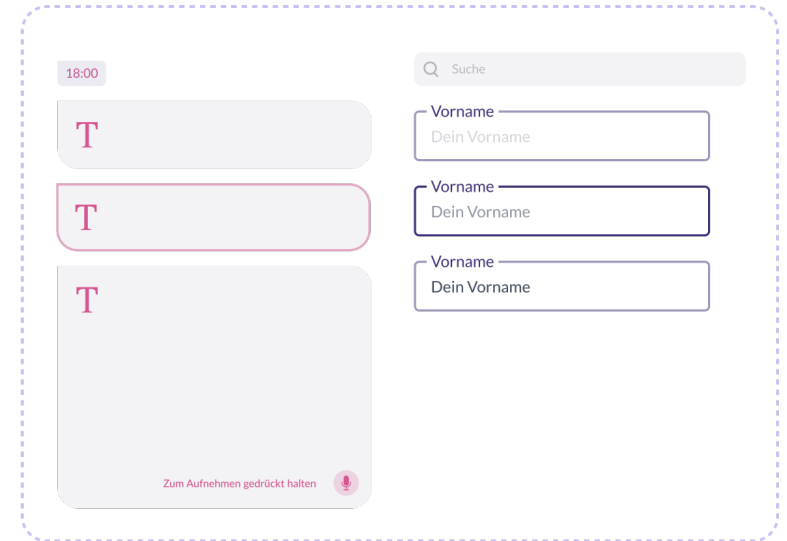 18:00
T
T
T
Zum Aufnehmen gedrückt halten
Suche
Vorname
Dein Vorname
Vorname
Dein Vorname
Vorname
Dein Vorname